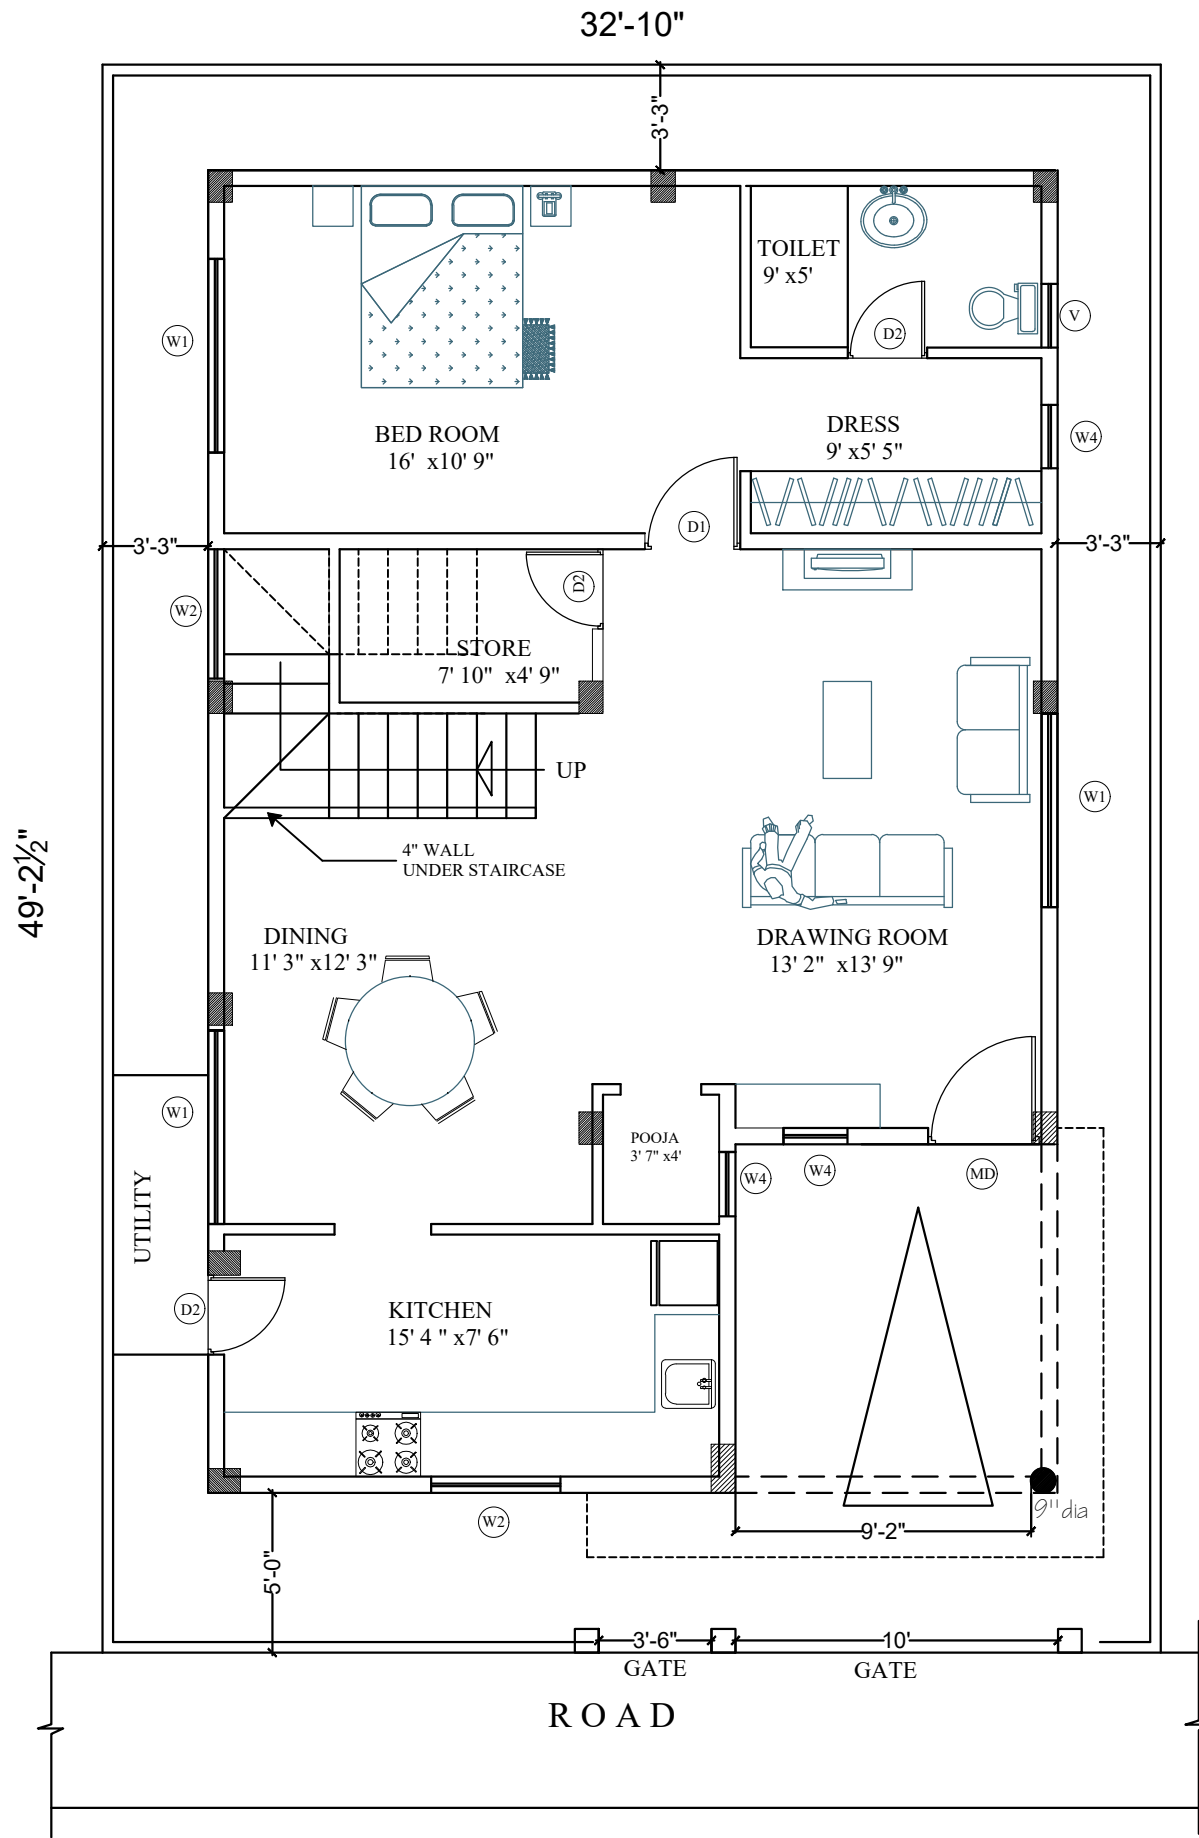 32'-10"
3'-3"
TOILET
9' x5'
V
D2
W1
BED ROOM
16' x10' 9"
DRESS
9' x5' 5"
W4
D1
3'-3"
3'-3"
W2
D2
STORE
7' 10" x4' 9"
UP
W1
4" WALL
UNDER STAIRCASE
49'-2½"
DINING
11' 3" x12' 3"
DRAWING ROOM
13' 2" x13' 9"
W1
POOJA
3' 7" x4'
W4
W4
MD
UTILITY
D2
KITCHEN
15' 4 " x7' 6"
W2
9" dia
9'-2"
5'-0"
3'-6"
10'
GATE
GATE
ROAD